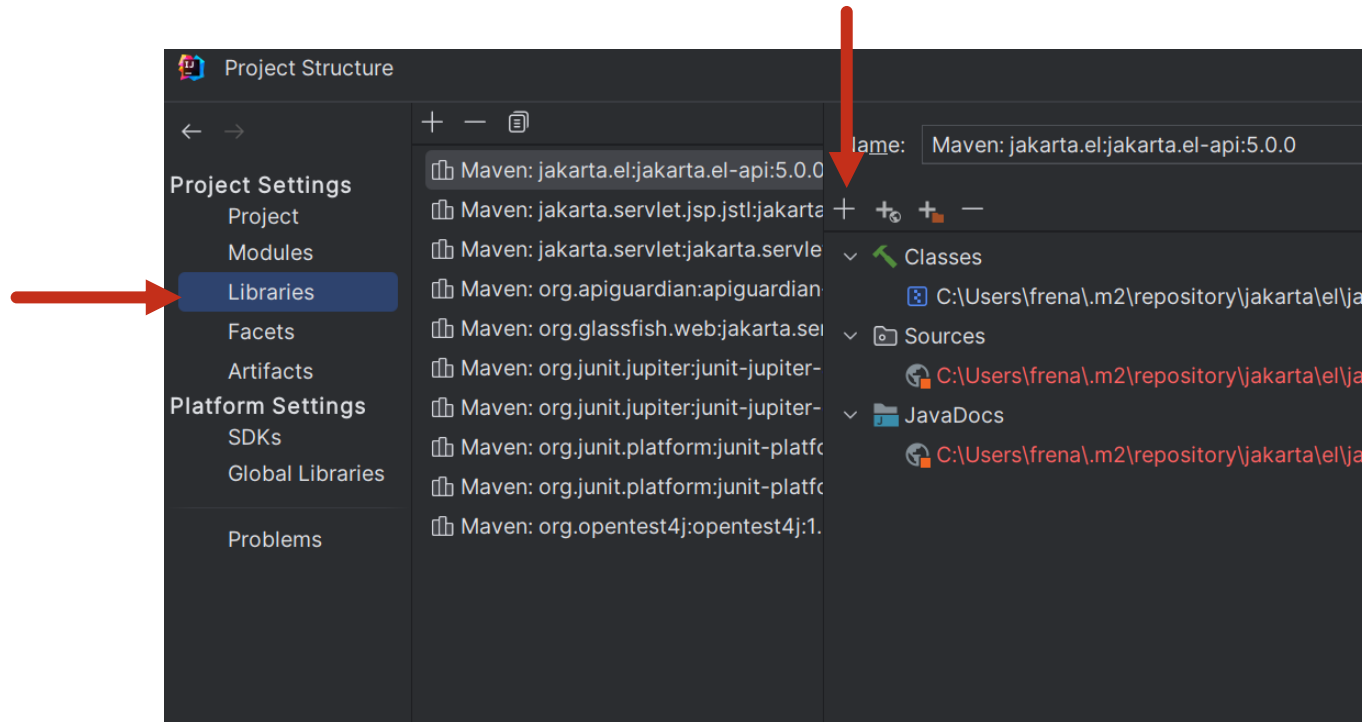 Project Structure
Project Settings
Project
Modules
Libraries
Facets
Artifacts
Platform Settings
SDKs
Global Libraries
Problems
Maven: jakarta.el:jakarta.el-api:5.0.0
Maven: jakarta.servlet.jsp.jstl:jakarta
Maven: jakarta.servlet:jakarta.servle
Maven: org.apiguardian:apiguardian-
Maven: org.glassfish.web:jakarta.ser
Maven: org.junit.jupiter:junit-jupiter-
Maven: org.junit.jupiter:junit-jupiter-
Maven: org.junit.platform:junit-platfo
Maven: org.junit.platform:junit-platfo
Maven: org.opentest4j:opentest4j:1.
Name: Maven: jakarta.el:jakarta.el-api:5.0.0
Classes
C:\Users\frena\.m2\repository\jakarta\el\ja
Sources
C:\Users\frena\.m2\repository\jakarta\el\ja
JavaDocs
C:\Users\frena\.m2\repository\jakarta\el\ja